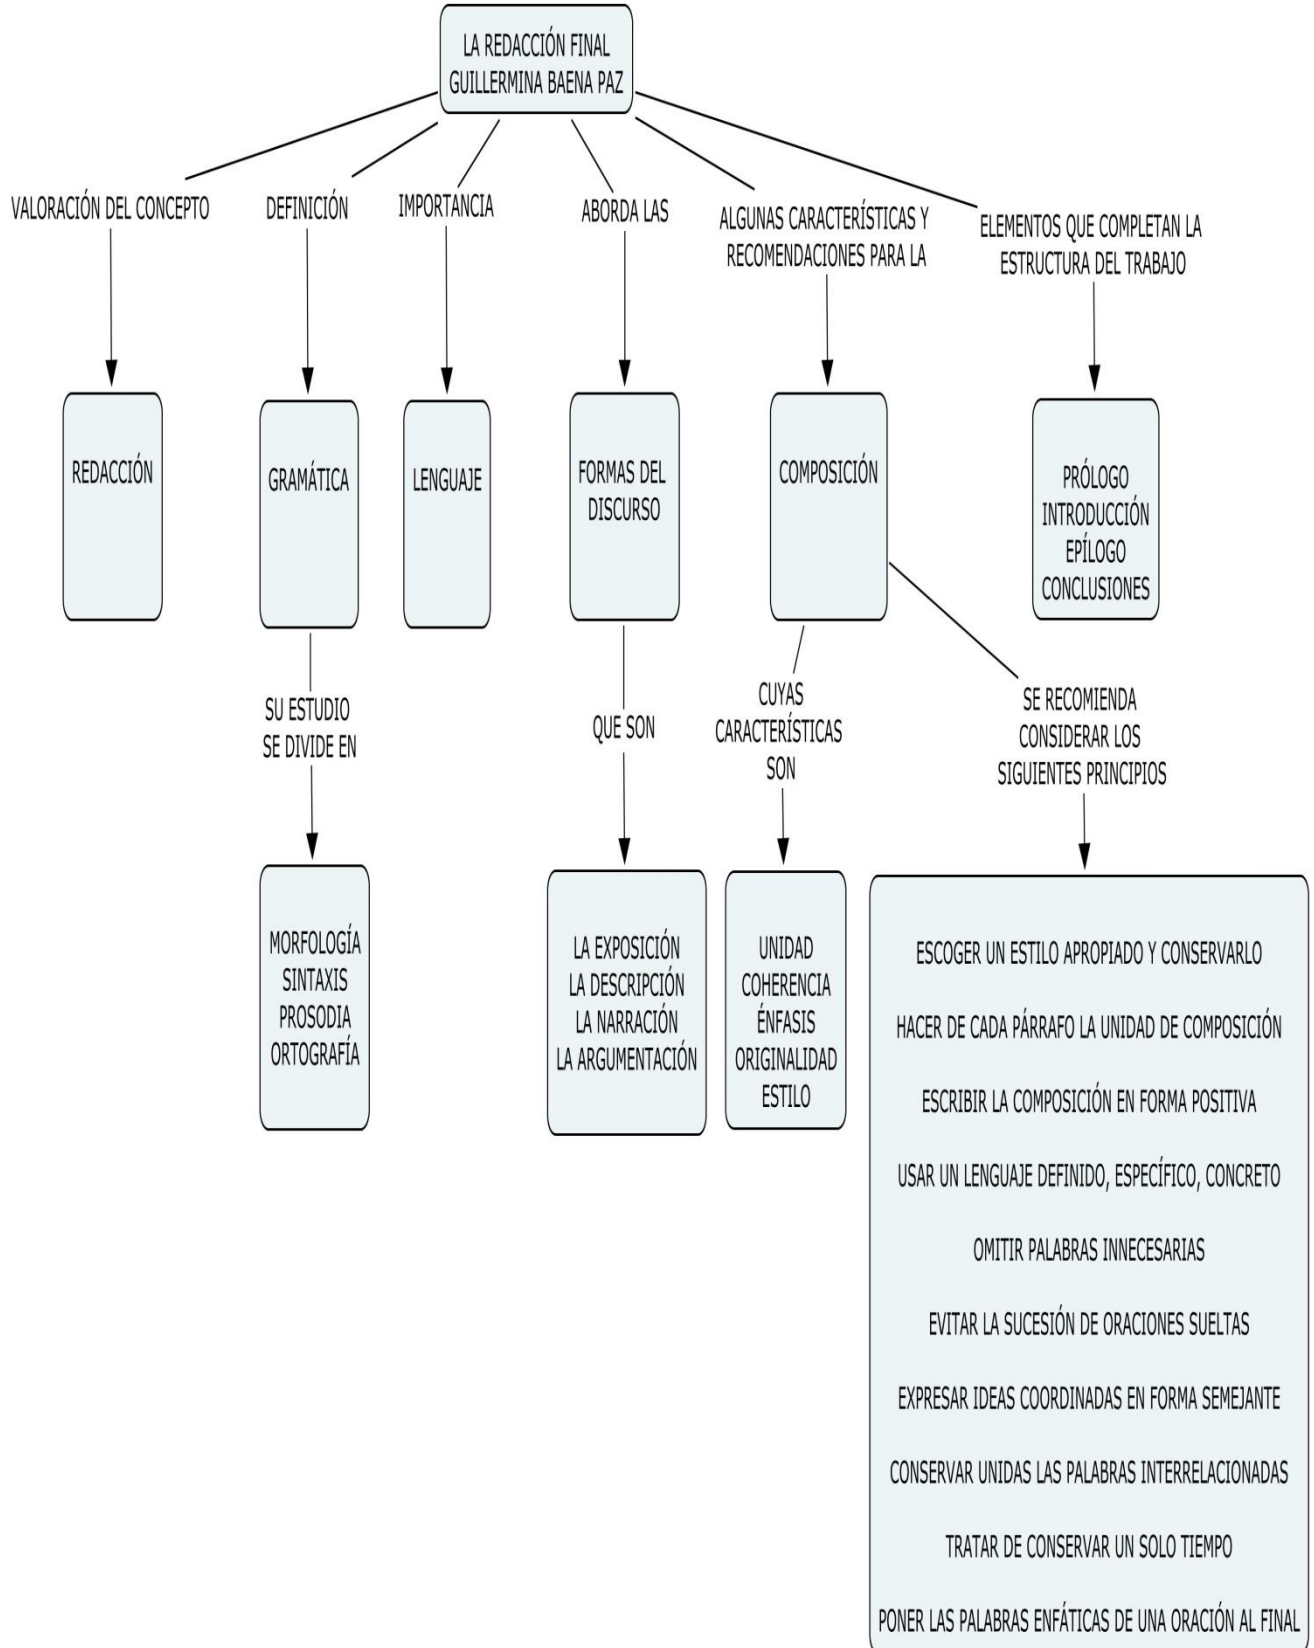 LA REDACCIÓN FINAL
GUILLERMINA BAENA PAZ
VALORACIÓN DEL CONCEPTO
DEFINICIÓN
IMPORTANCIA
ABORDA LAS
ALGUNAS CARACTERÍSTICAS Y
RECOMENDACIONES PARA LA
ELEMENTOS QUE COMPLETAN LA
ESTRUCTURA DEL TRABAJO
REDACCIÓN
GRAMÁTICA
LENGUAJE
FORMAS DEL
DISCURSO
COMPOSICIÓN
PRÓLOGO
INTRODUCCIÓN
EPÍLOGO
CONCLUSIONES
SU ESTUDIO
SE DIVIDE EN
QUE SON
CUYAS
CARACTERÍSTICAS
SON
SE RECOMIENDA
CONSIDERAR LOS
SIGUIENTES PRINCIPIOS
MORFOLOGÍA
SINTAXIS
PROSODIA
ORTOGRAFÍA
LA EXPOSICIÓN
LA DESCRIPCIÓN
LA NARRACIÓN
LA ARGUMENTACIÓN
UNIDAD
COHERENCIA
ÉNFASIS
ORIGINALIDAD
ESTILO
ESCOGER UN ESTILO APROPIADO Y CONSERVARLO
HACER DE CADA PÁRRAFO LA UNIDAD DE COMPOSICIÓN
ESCRIBIR LA COMPOSICIÓN EN FORMA POSITIVA
USAR UN LENGUAJE DEFINIDO, ESPECÍFICO, CONCRETO
OMITIR PALABRAS INNECESARIAS
EVITAR LA SUCESIÓN DE ORACIONES SUELTAS
EXPRESAR IDEAS COORDINADAS EN FORMA SEMEJANTE
CONSERVAR UNIDAS LAS PALABRAS INTERRELACIONADAS
TRATAR DE CONSERVAR UN SOLO TIEMPO
PONER LAS PALABRAS ENFÁTICAS DE UNA ORACIÓN AL FINAL